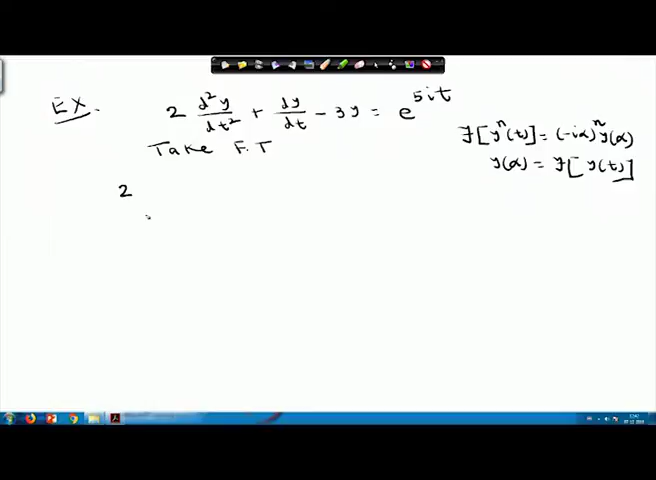 EX. 2 d²y/dt² + dy/dt - 3y = e^{5it}
Take F.T
F[yⁿ(t)] = (-iα)ⁿ y(α)
y(α) = F[y(t)]
2